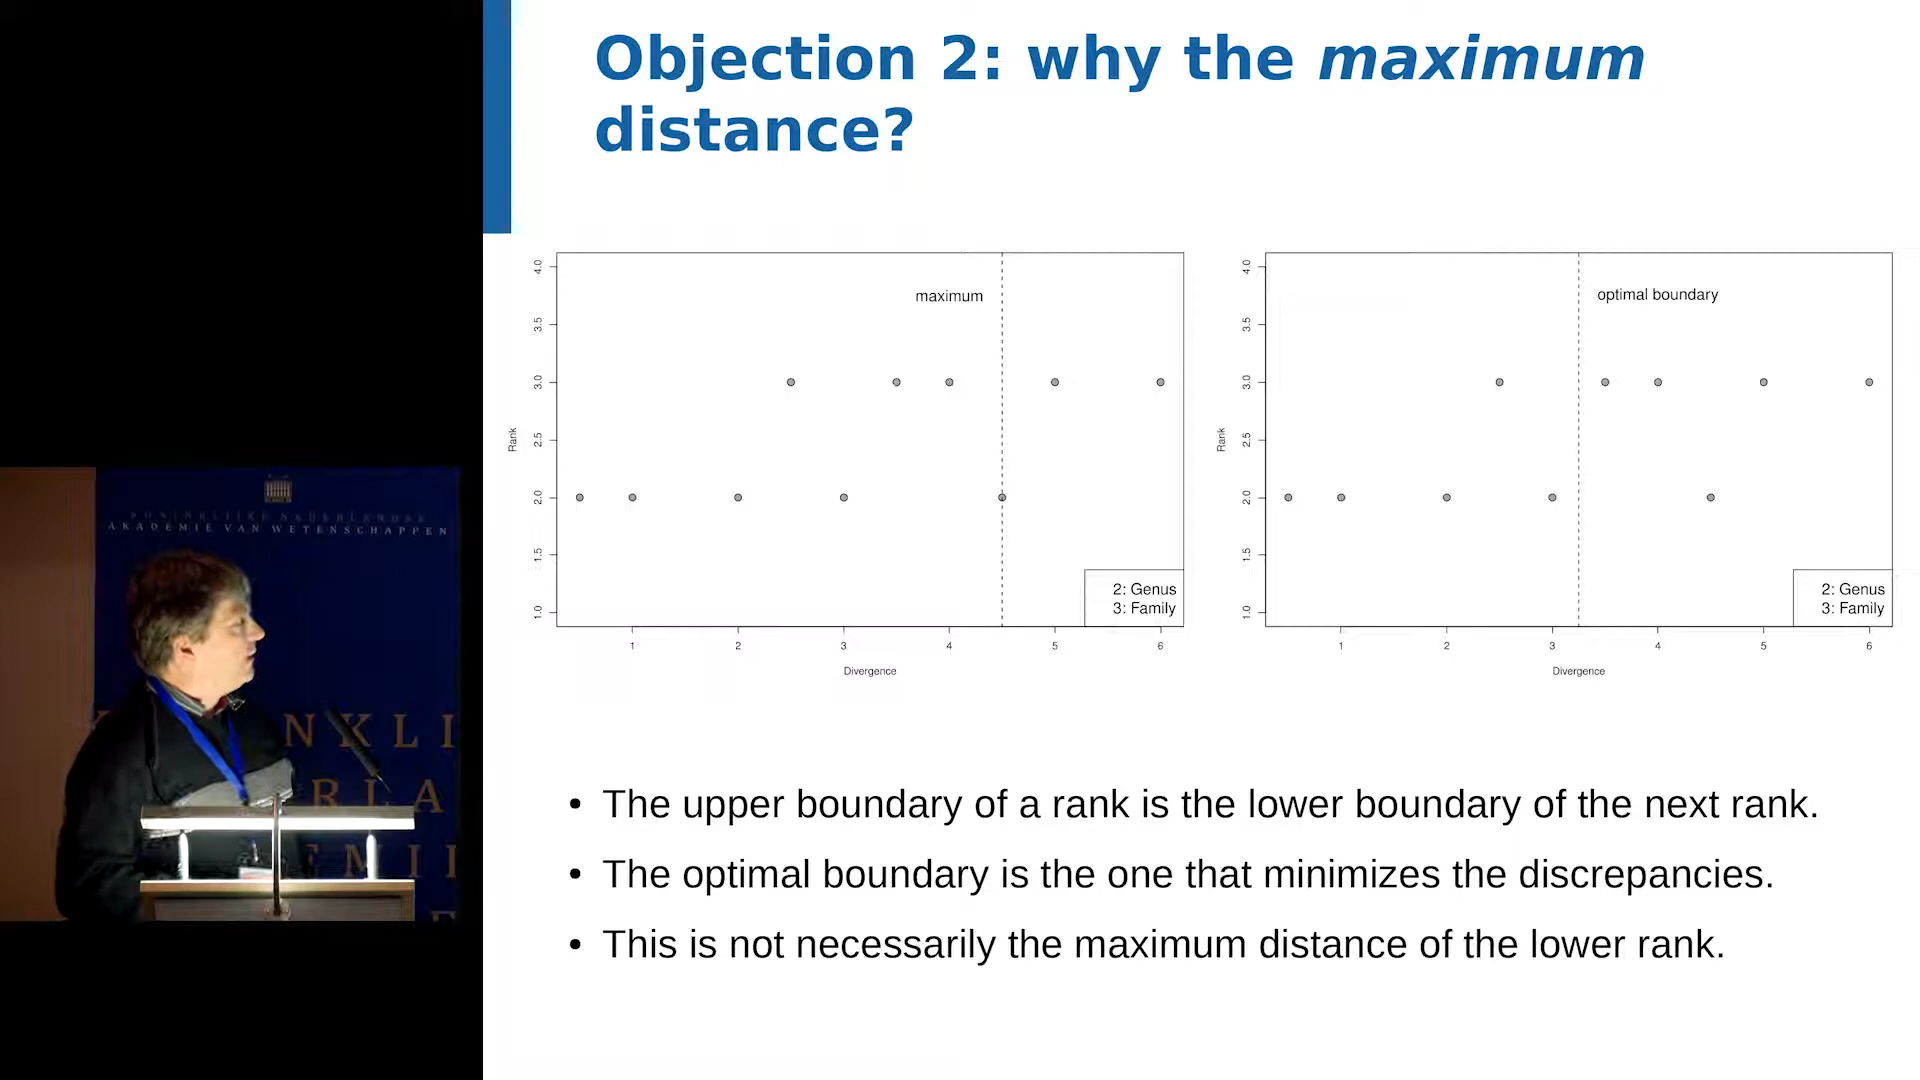 Objection 2: why the maximum
distance?
4.0
3.5
3.0
2.5
2.0
1.5
1.0
Rank
maximum
2: Genus
3: Family
1 2 3 4 5 6
Divergence
4.0
3.5
3.0
2.5
2.0
1.5
1.0
Rank
optimal boundary
2: Genus
3: Family
1 2 3 4 5 6
Divergence
• The upper boundary of a rank is the lower boundary of the next rank.
• The optimal boundary is the one that minimizes the discrepancies.
• This is not necessarily the maximum distance of the lower rank.
KONINKLIJKE NEDERLANDSE
AKADEMIE VAN WETENSCHAPPEN
NKLI
RLA
EMI